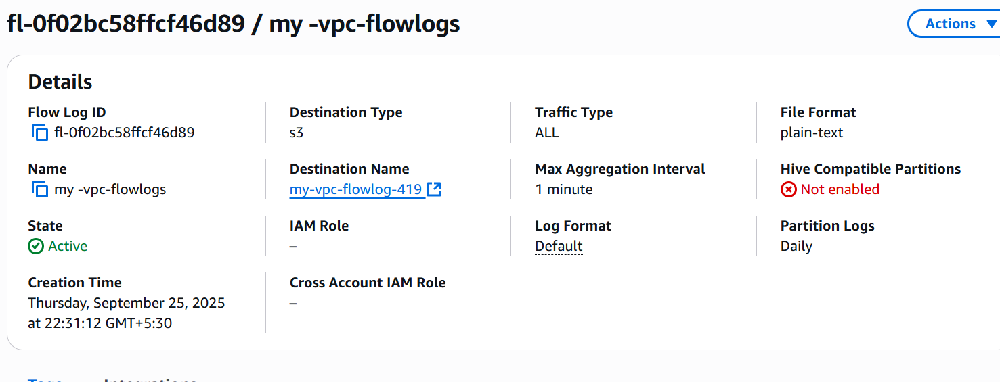 fl-0f02bc58ffcf46d89 / my -vpc-flowlogs
Actions
Details
Flow Log ID
fl-0f02bc58ffcf46d89
Destination Type
s3
Traffic Type
ALL
File Format
plain-text
Name
my -vpc-flowlogs
Destination Name
my-vpc-flowlog-419
Max Aggregation Interval
1 minute
Hive Compatible Partitions
Not enabled
State
Active
IAM Role
–
Log Format
Default
Partition Logs
Daily
Creation Time
Thursday, September 25, 2025
at 22:31:12 GMT+5:30
Cross Account IAM Role
–
Tags
Integrations